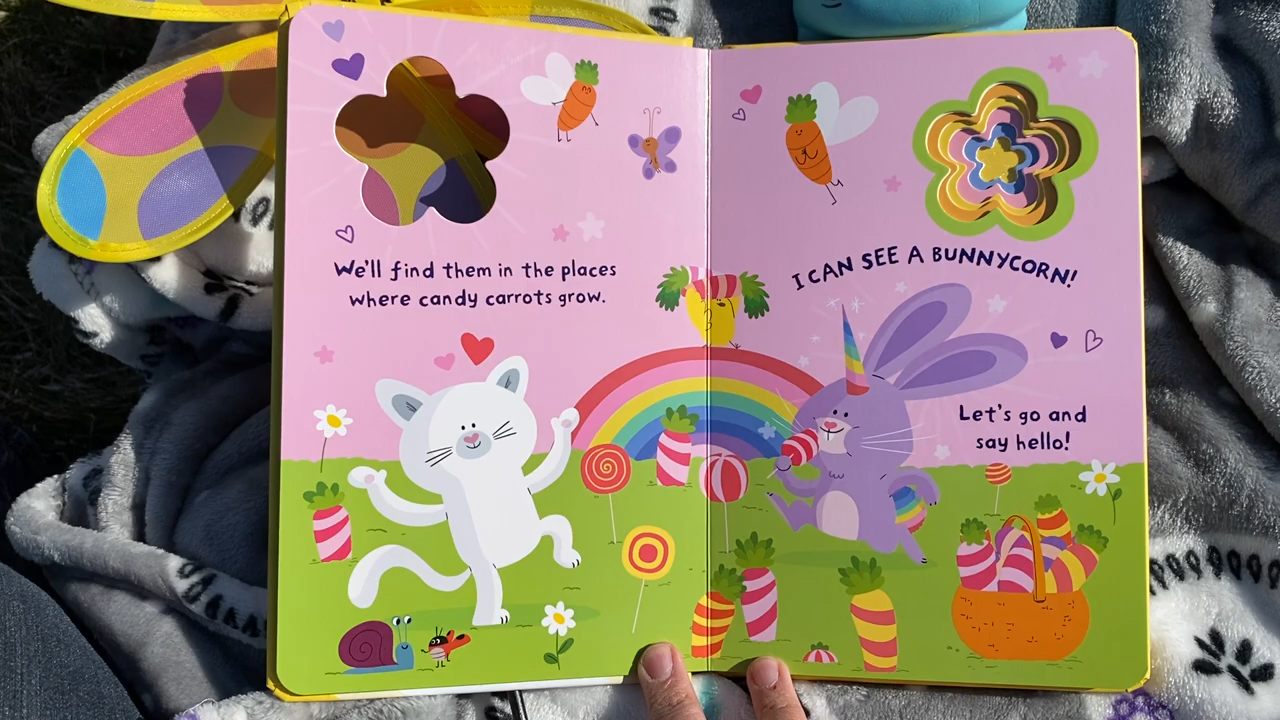 We'll find them in the places
where candy carrots grow.
I CAN SEE A BUNNYCORN!
Let's go and
say hello!